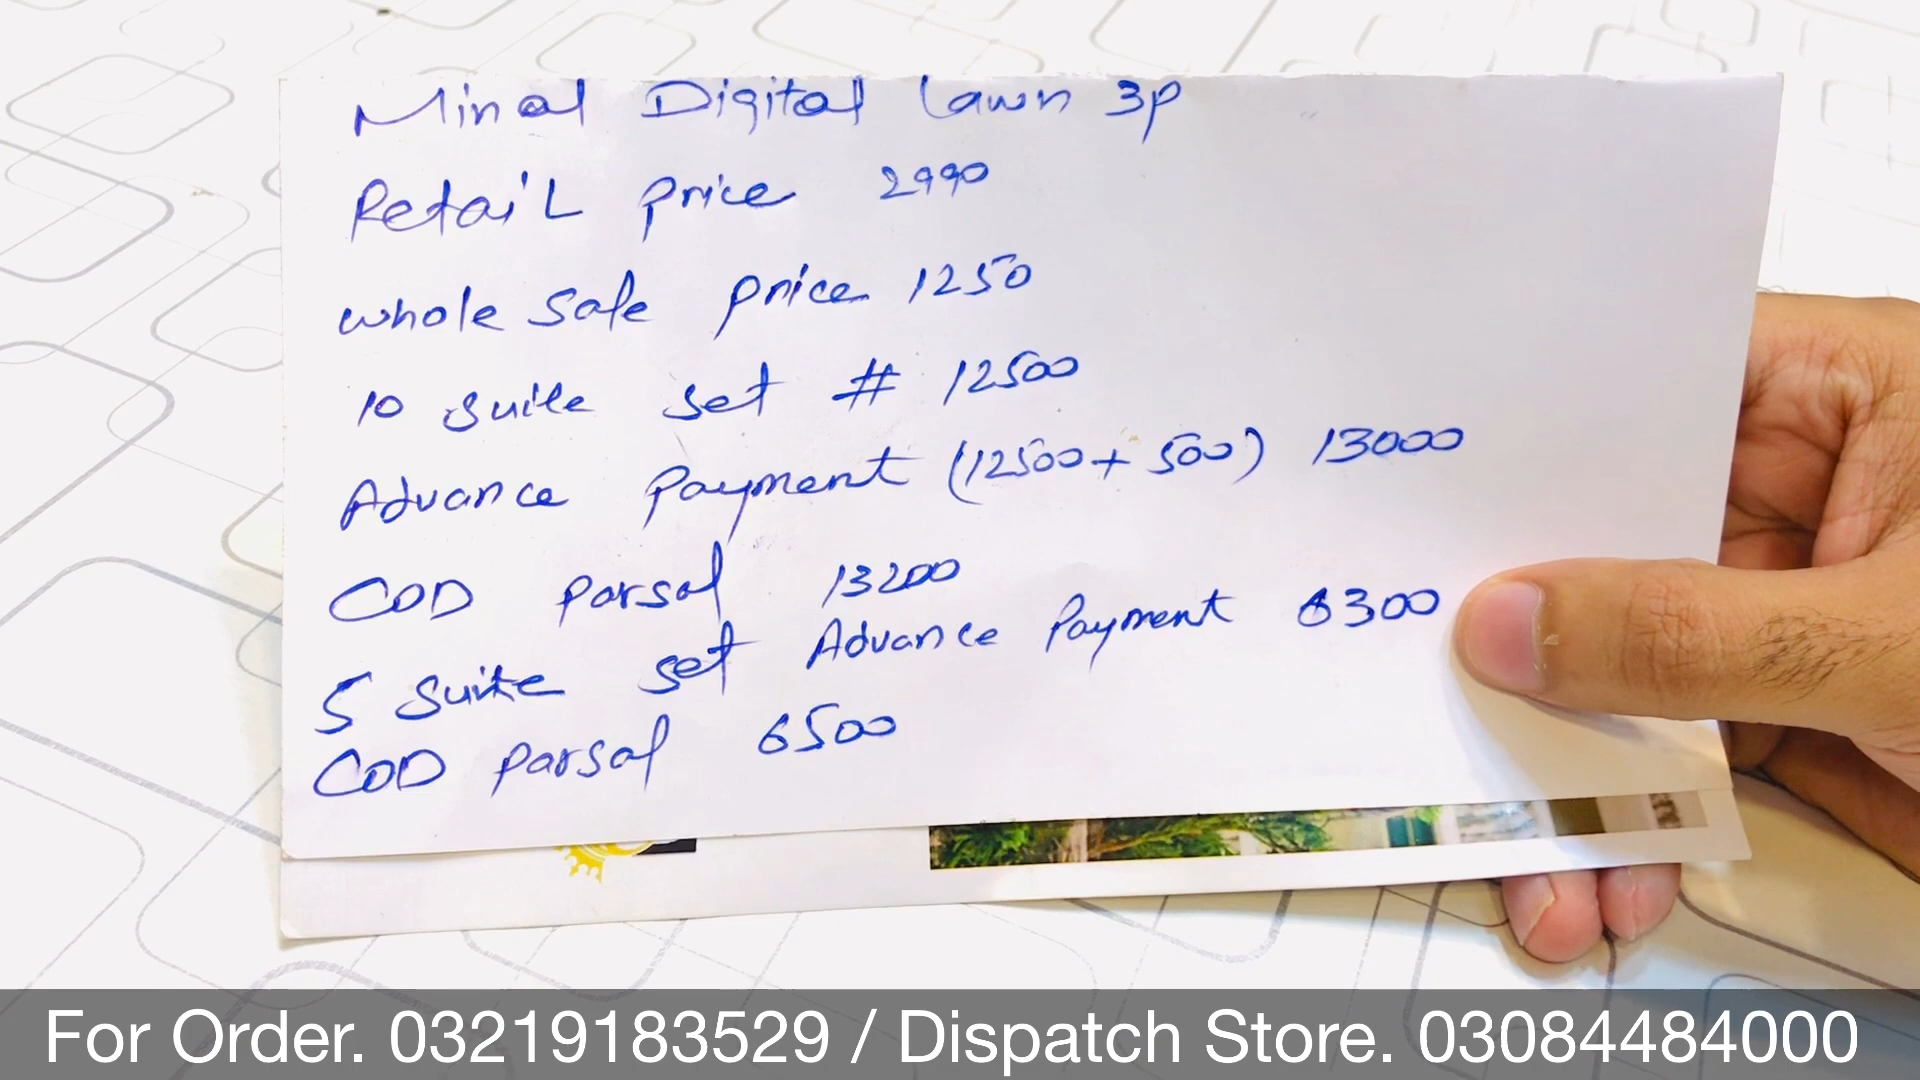 Minal Digital Lawn 3p
Retail price 2990
whole sale price 1250
10 suite set # 12500
Advance Payment (12500+500) 13000
COD parsal 13200
5 suite set Advance Payment 6300
COD parsal 6500
For Order. 03219183529 / Dispatch Store. 03084484000